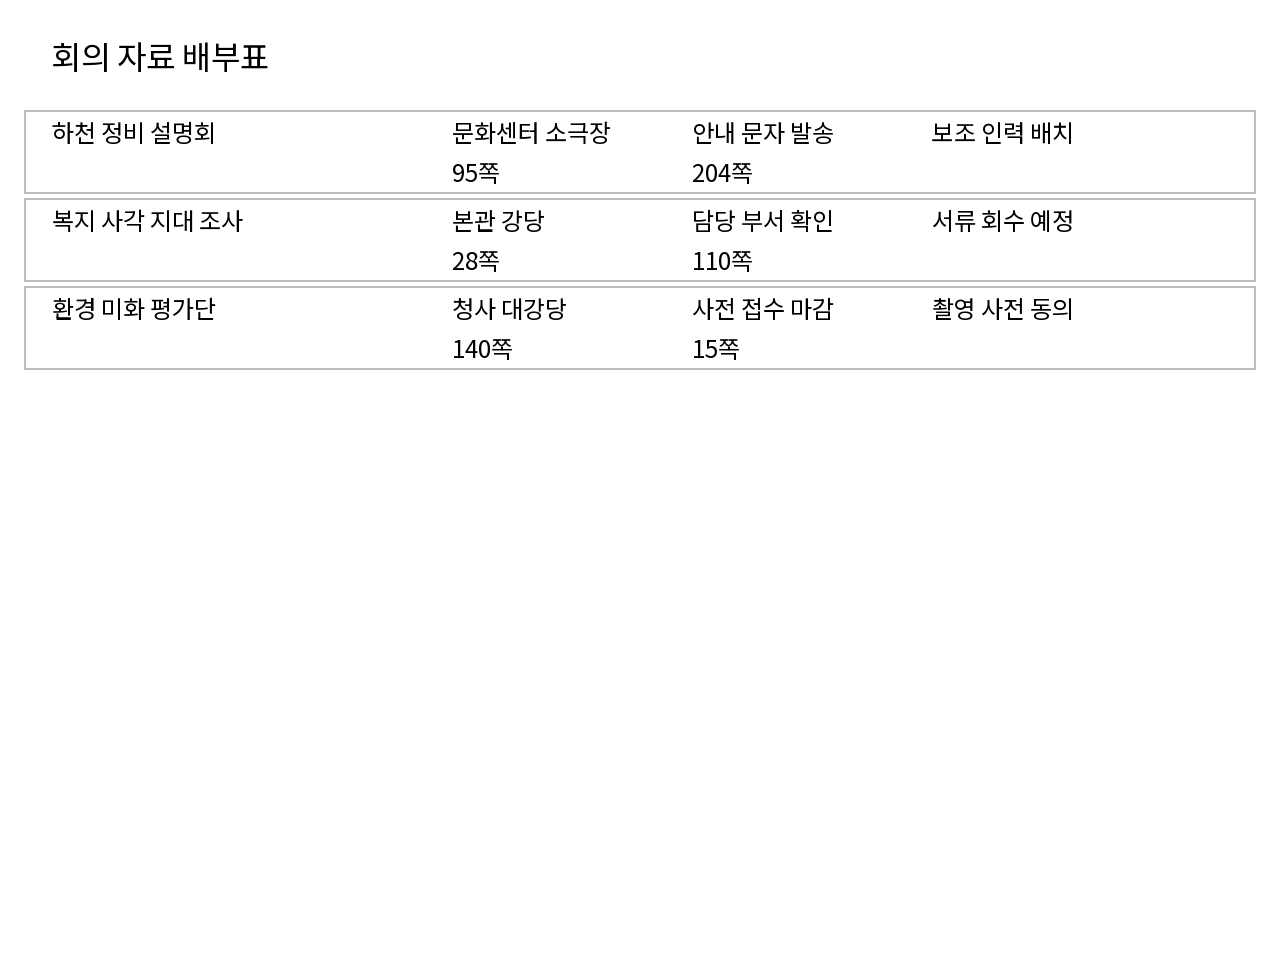 회의 자료 배부표
하천 정비 설명회 문화센터 소극장 안내 문자 발송 보조 인력 배치
95쪽 204쪽
복지 사각 지대 조사 본관 강당 담당 부서 확인 서류 회수 예정
28쪽 110쪽
환경 미화 평가단 청사 대강당 사전 접수 마감 촬영 사전 동의
140쪽 15쪽